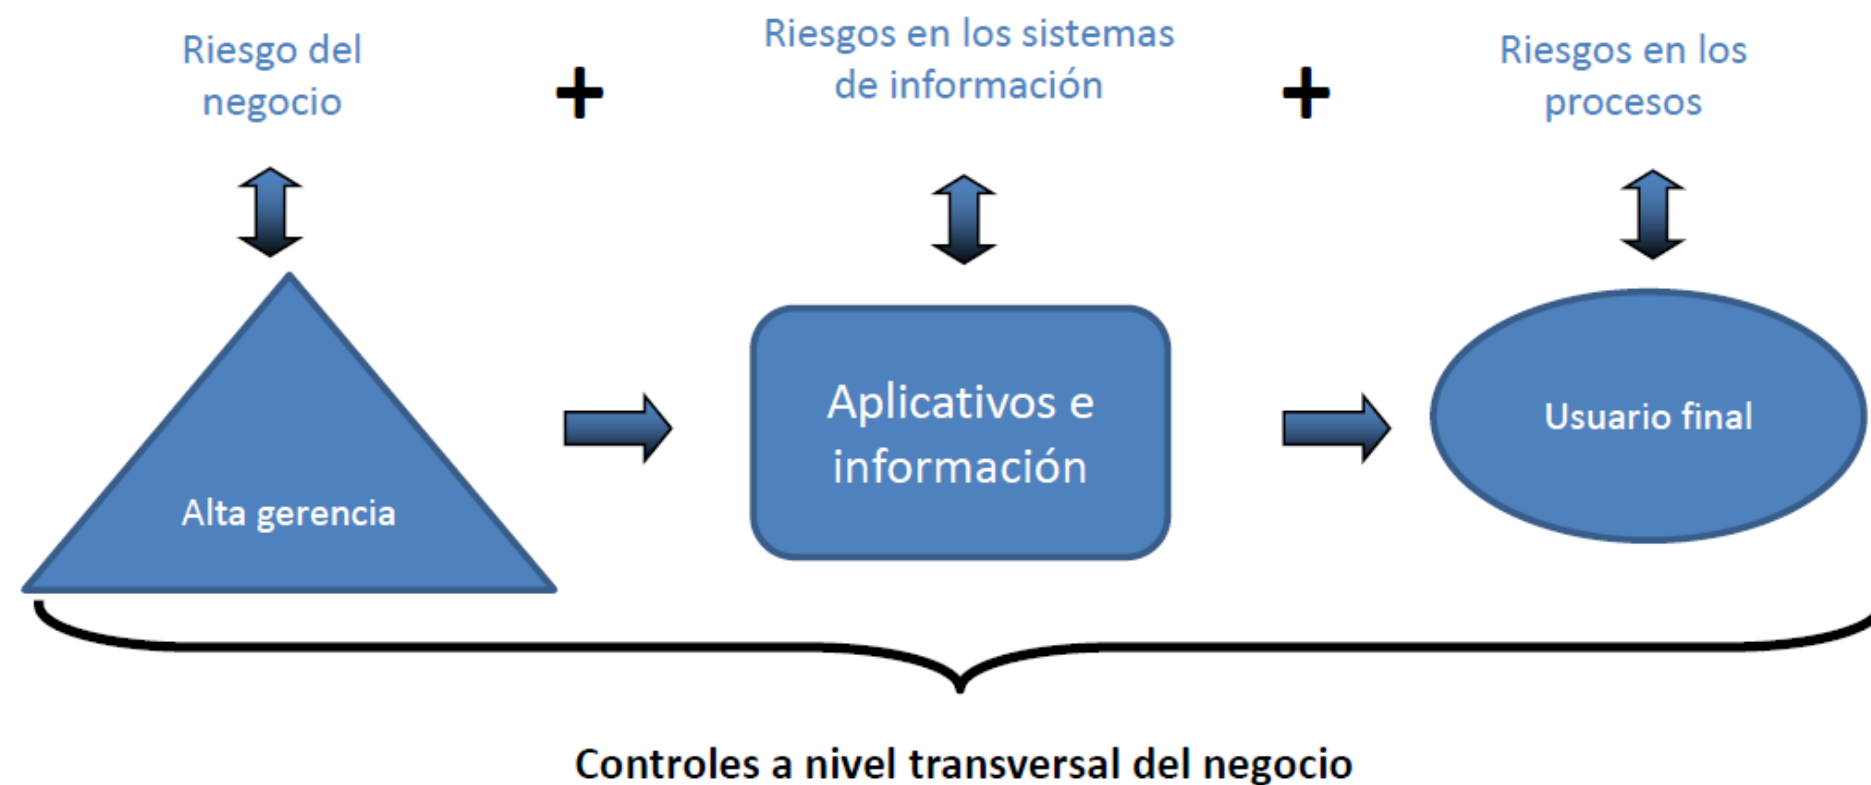 Riesgo del
negocio
+
Riesgos en los sistemas
de información
+
Riesgos en los
procesos
Alta gerencia
Aplicativos e
información
Usuario final
Controles a nivel transversal del negocio